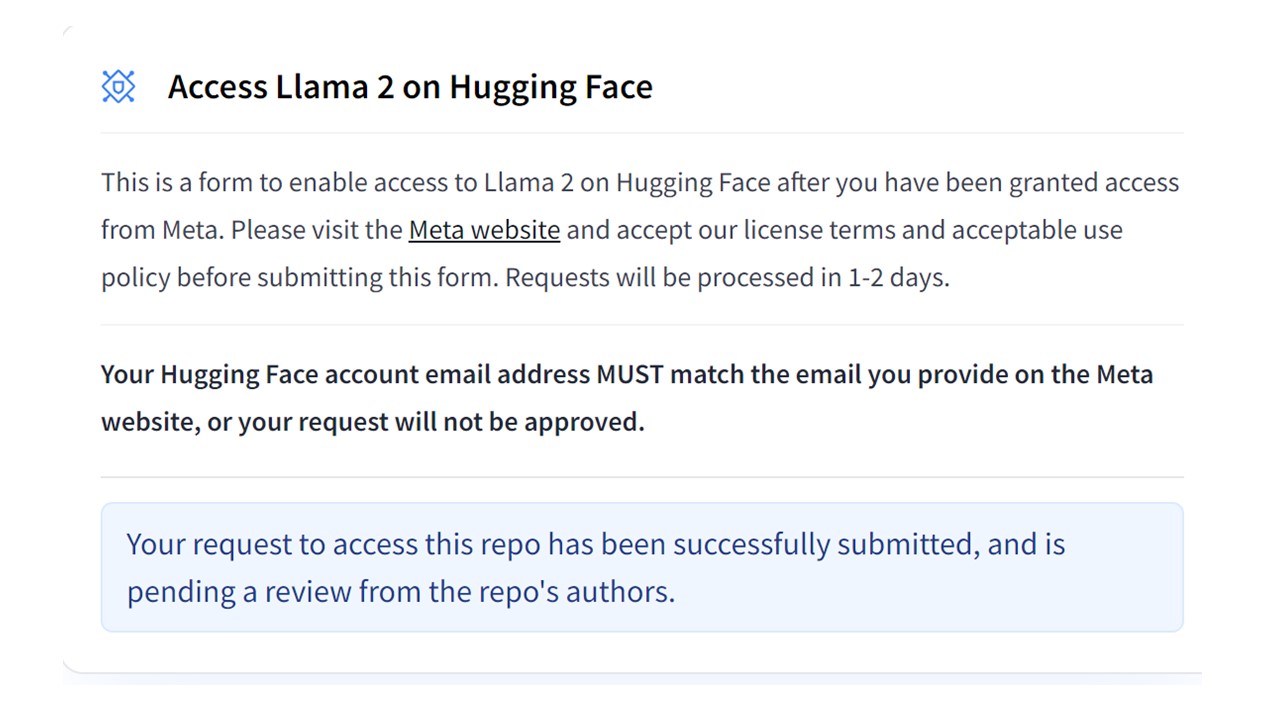 Access Llama 2 on Hugging Face
This is a form to enable access to Llama 2 on Hugging Face after you have been granted access
from Meta. Please visit the Meta website and accept our license terms and acceptable use
policy before submitting this form. Requests will be processed in 1-2 days.
Your Hugging Face account email address MUST match the email you provide on the Meta
website, or your request will not be approved.
Your request to access this repo has been successfully submitted, and is
pending a review from the repo's authors.